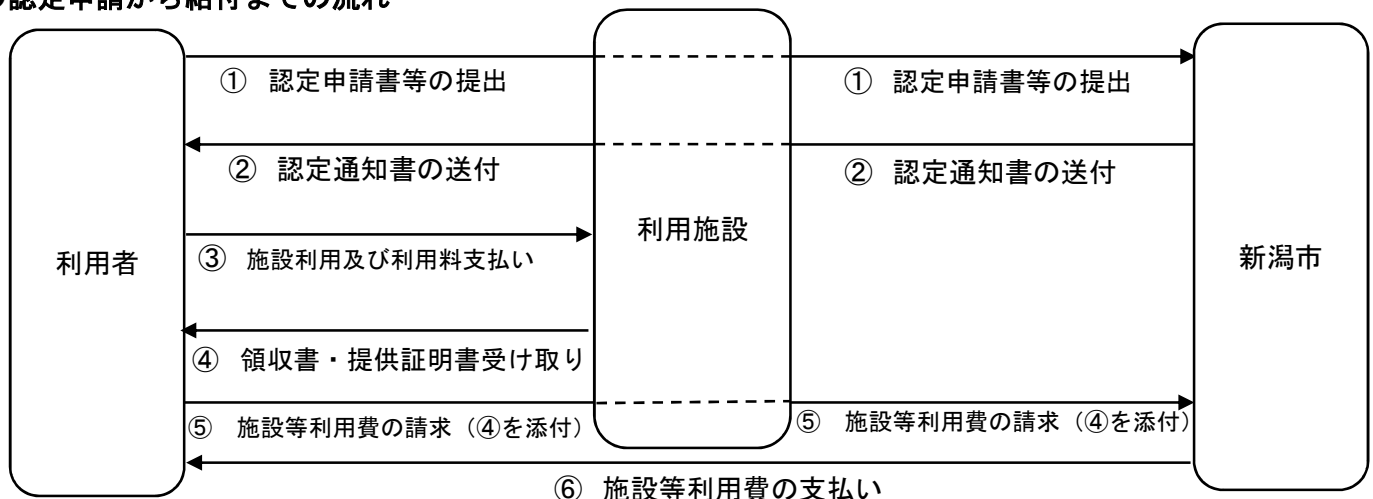 認定申請から給付までの流れ
① 認定申請書等の提出
① 認定申請書等の提出
② 認定通知書の送付
② 認定通知書の送付
利用者
利用施設
新潟市
③ 施設利用及び利用料支払い
④ 領収書・提供証明書受け取り
⑤ 施設等利用費の請求（④を添付）
⑤ 施設等利用費の請求（④を添付）
⑥ 施設等利用費の支払い